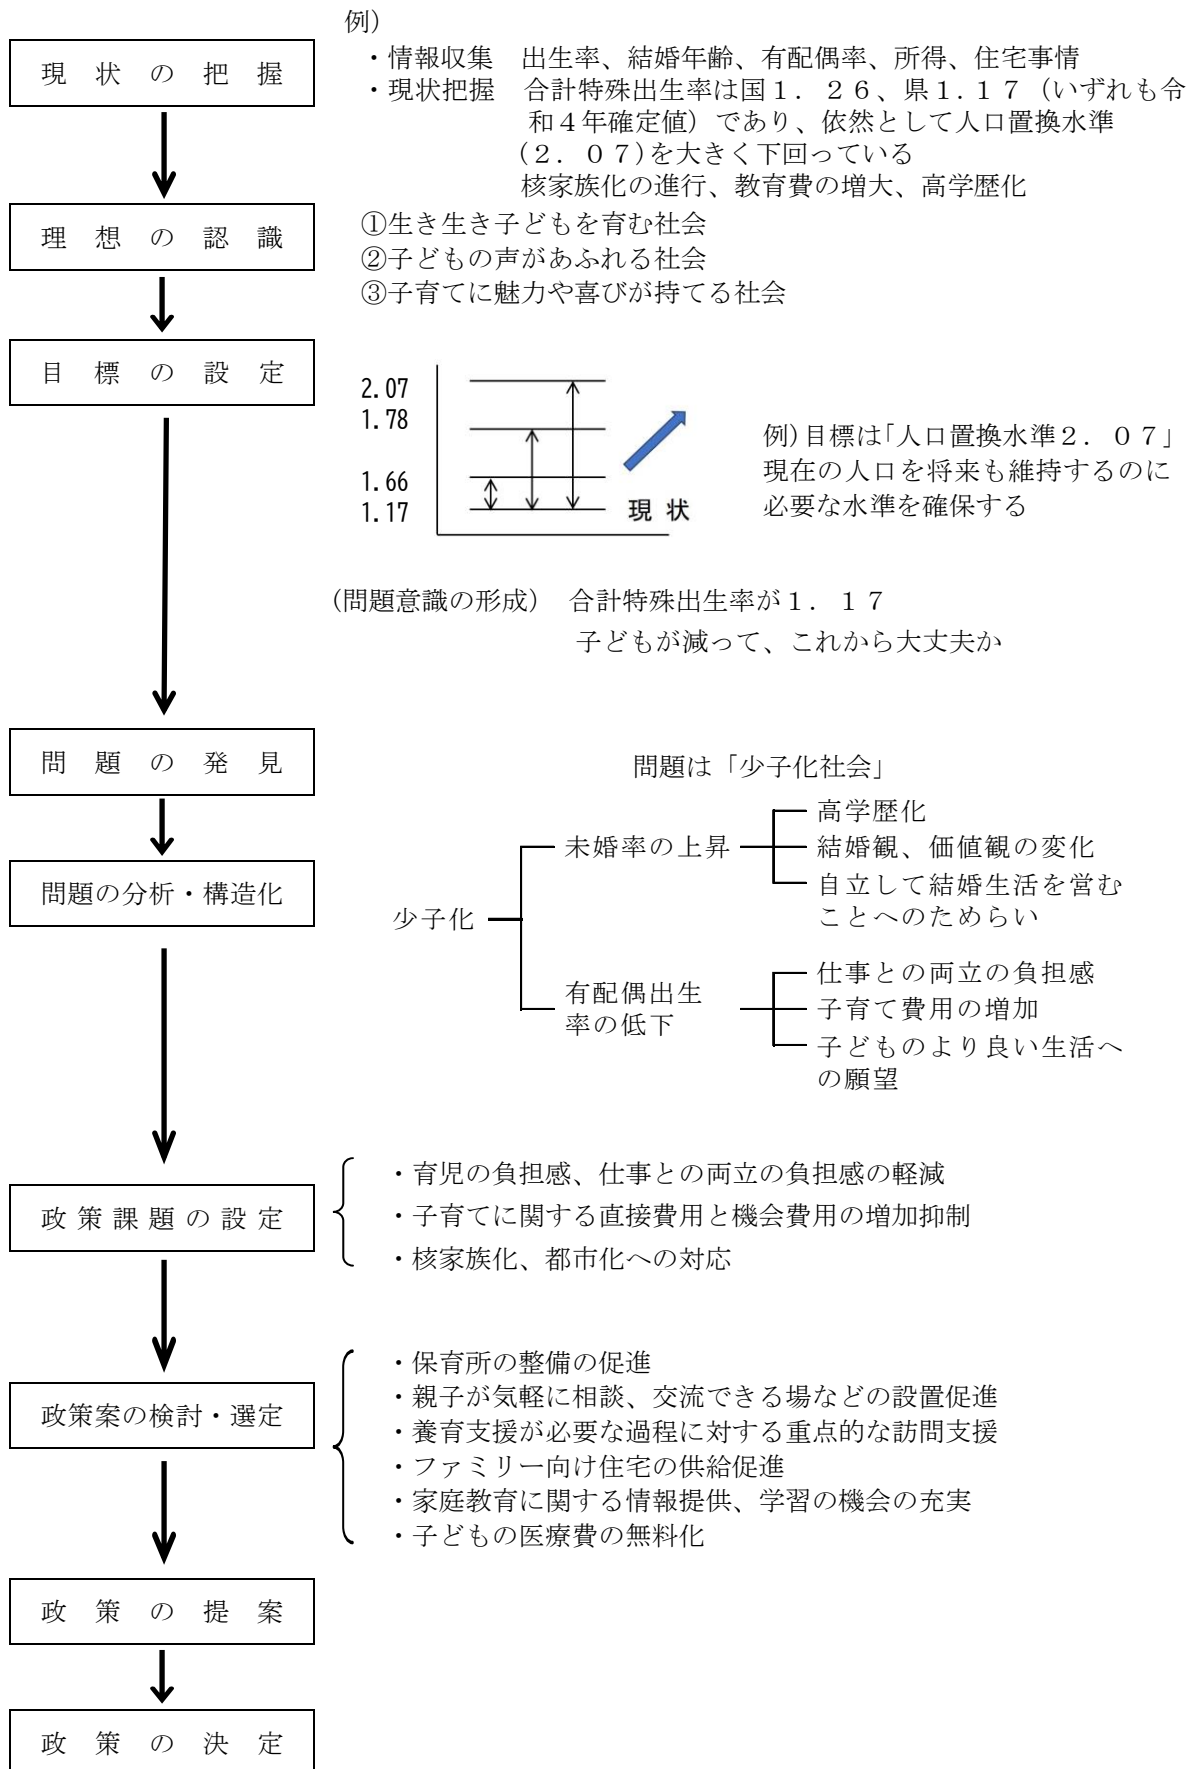 例）
現状の把握
・情報収集　出生率、結婚年齢、有配偶率、所得、住宅事情
・現状把握　合計特殊出生率は国１．２６、県1.17（いずれも令
和４年確定値）であり、依然として人口置換水準
(２．０７)を大きく下回っている
核家族化の進行、教育費の増大、高学歴化
理想の認識
①生き生き子どもを育む社会
②子どもの声があふれる社会
③子育てに魅力や喜びが持てる社会
目標の設定
2.07
1.78
1.66
1.17
現状
例)目標は「人口置換水準２．０７」
現在の人口を将来も維持するのに
必要な水準を確保する
(問題意識の形成)　合計特殊出生率が１．１７
子どもが減って、これから大丈夫か
問題の発見
問題は「少子化社会」
問題の分析・構造化
少子化
未婚率の上昇
高学歴化
結婚観、価値観の変化
自立して結婚生活を営む
ことへのためらい
有配偶出生
率の低下
仕事との両立の負担感
子育て費用の増加
子どものより良い生活へ
の願望
政策課題の設定
・育児の負担感、仕事との両立の負担感の軽減
・子育てに関する直接費用と機会費用の増加抑制
・核家族化、都市化への対応
政策案の検討・選定
・保育所の整備の促進
・親子が気軽に相談、交流できる場などの設置促進
・養育支援が必要な過程に対する重点的な訪問支援
・ファミリー向け住宅の供給促進
・家庭教育に関する情報提供、学習の機会の充実
・子どもの医療費の無料化
政策の提案
政策の決定